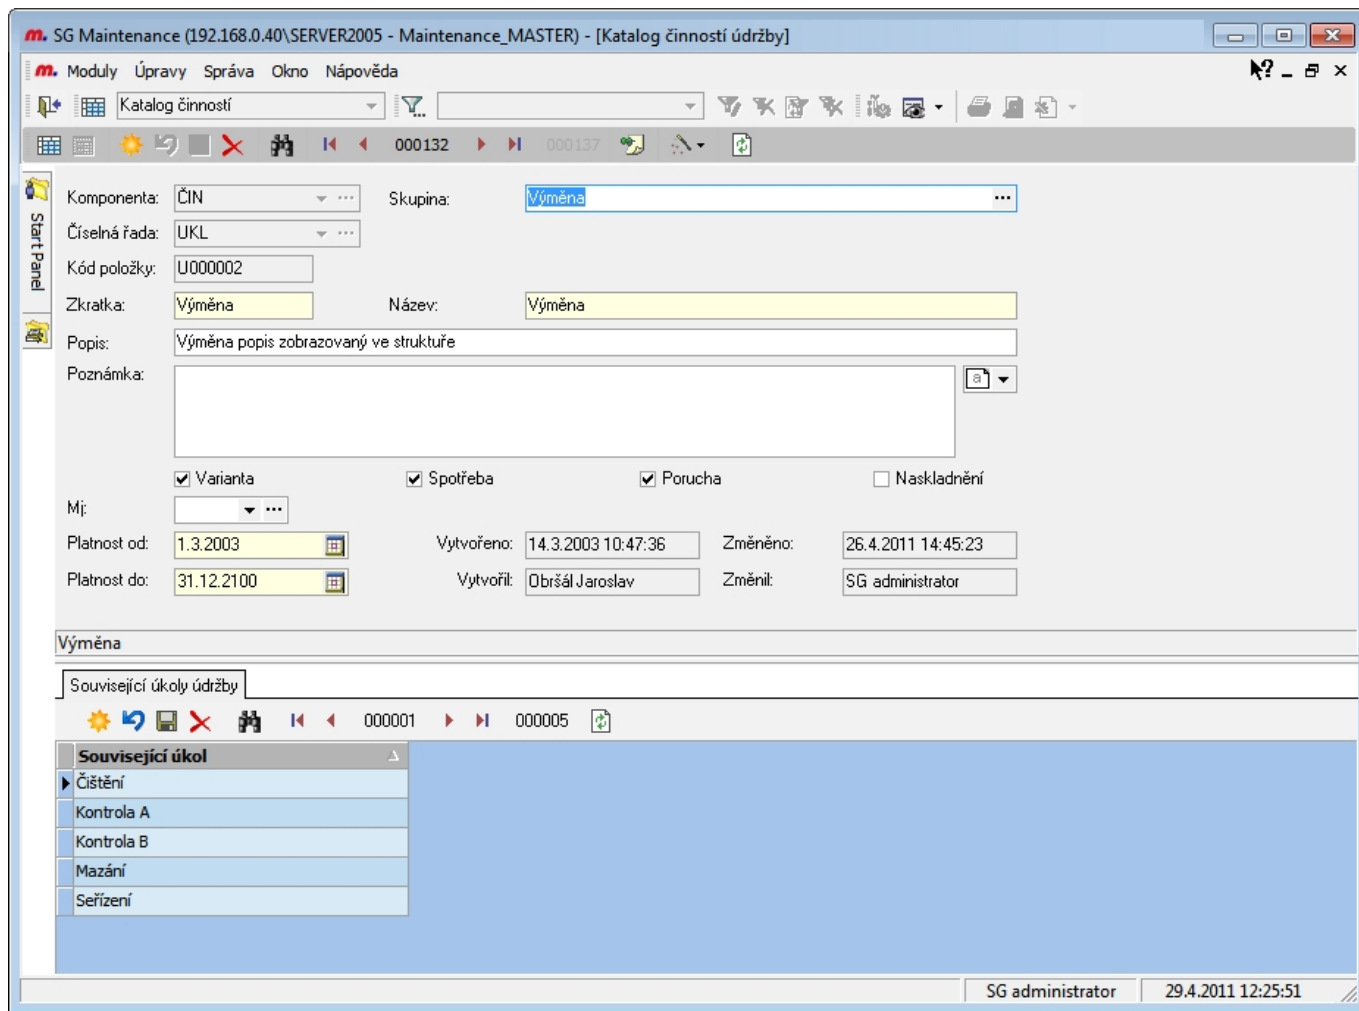 m. SG Maintenance (192.168.0.40\SERVER2005 - Maintenance_MASTER) - [Katalog činností údržby]
m. Moduly Úpravy Správa Okno Nápověda
Katalog činností
000132 000137
Start Panel
Komponenta: ČIN Skupina: Výměna
Číselná řada: UKL
Kód položky: U000002
Zkratka: Výměna Název: Výměna
Popis: Výměna popis zobrazovaný ve struktuře
Poznámka: a
Varianta Spotřeba Porucha Naskladnění
Mj:
Platnost od: 1.3.2003 Vytvořeno: 14.3.2003 10:47:36 Změněno: 26.4.2011 14:45:23
Platnost do: 31.12.2100 Vytvořil: Obršál Jaroslav Změnil: SG administrator
Výměna
Související úkoly údržby
000001 000005
Související úkol
Čištění
Kontrola A
Kontrola B
Mazání
Seřízení
SG administrator 29.4.2011 12:25:51